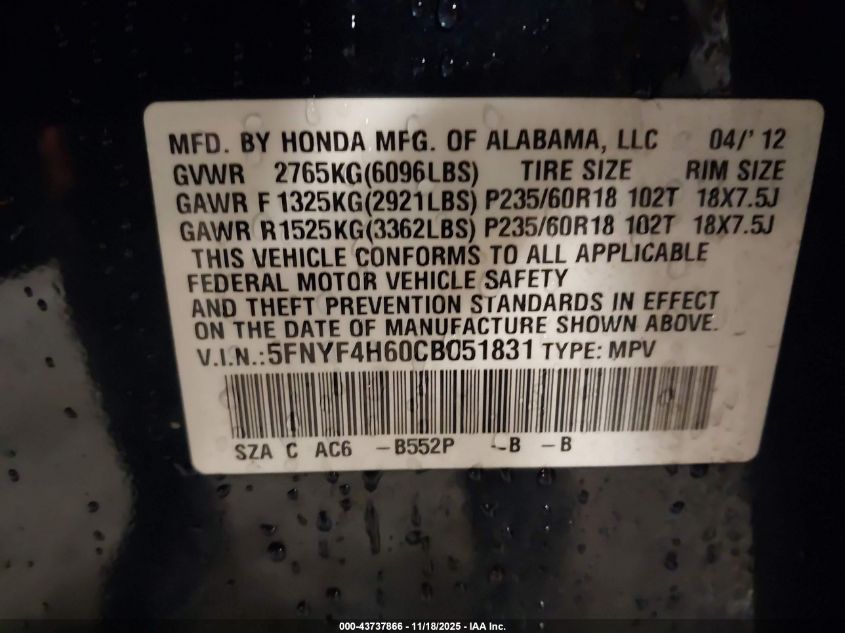 MFD. BY HONDA MFG. OF ALABAMA, LLC 04/' 12
GVWR 2765KG(6096LBS) TIRE SIZE RIM SIZE
GAWR F 1325KG(2921LBS) P235/60R18 102T 18X7.5J
GAWR R1525KG(3362LBS) P235/60R18 102T 18X7.5J
THIS VEHICLE CONFORMS TO ALL APPLICABLE
FEDERAL MOTOR VEHICLE SAFETY
AND THEFT PREVENTION STANDARDS IN EFFECT
ON THE DATE OF MANUFACTURE SHOWN ABOVE.
V.I.N.:5FNYF4H60CB051831 TYPE: MPV
SZA C AC6 -B552P --B -B
000-43737866 - 11/18/2025 - IAA Inc.